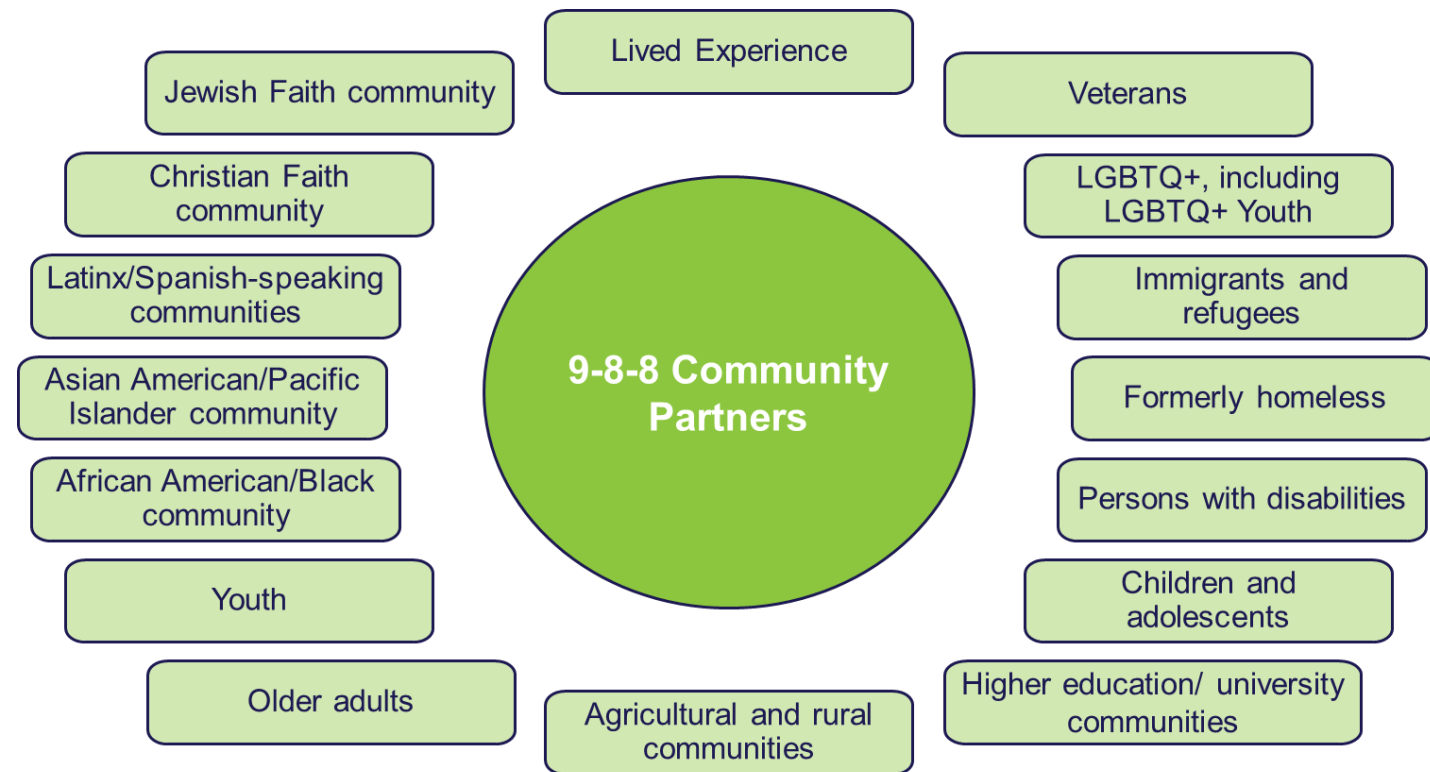 Lived Experience
Veterans
LGBTQ+, including
LGBTQ+ Youth
Immigrants and
refugees
Formerly homeless
Persons with disabilities
Children and
adolescents
Higher education/ university
communities
Agricultural and rural
communities
Older adults
Youth
African American/Black
community
Asian American/Pacific
Islander community
Latinx/Spanish-speaking
communities
Christian Faith
community
Jewish Faith community
9-8-8 Community
Partners